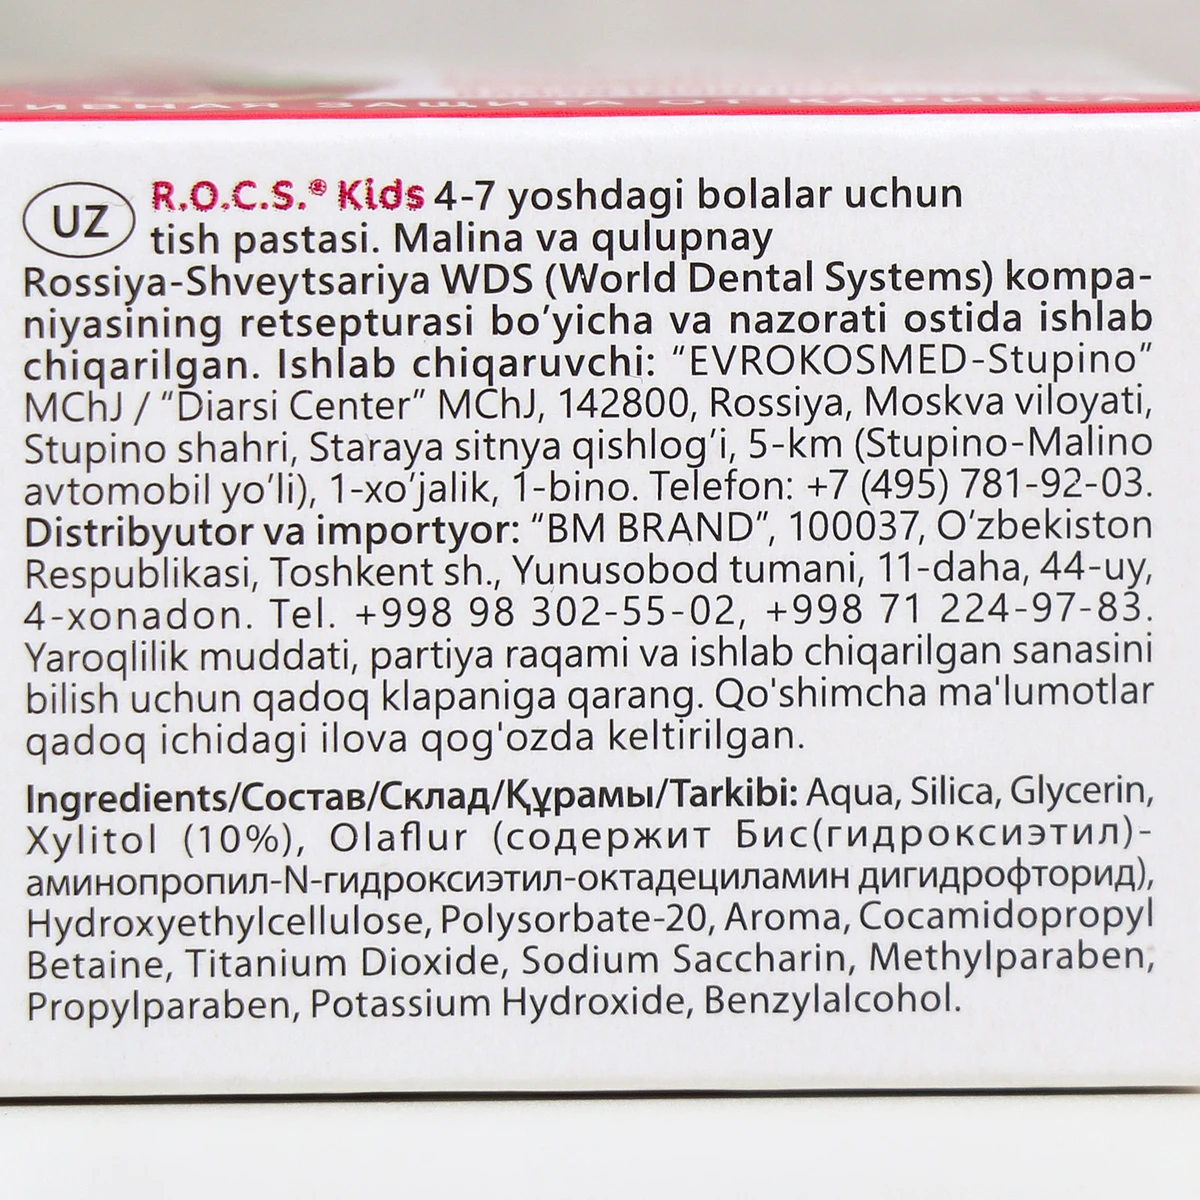 ТИВНАЯ ЗАЩИТА ОТ КАРИЕСА
UZ R.O.C.S.® Kids 4-7 yoshdagi bolalar uchun
tish pastasi. Malina va qulupnay
Rossiya-Shveytsariya WDS (World Dental Systems) kompa-
niyasining retsepturasi bo‘yicha va nazorati ostida ishlab
chiqarilgan. Ishlab chiqaruvchi: “EVROKOSMED-Stupino”
MChJ / “Diarsi Center” MChJ, 142800, Rossiya, Moskva viloyati,
Stupino shahri, Staraya sitnya qishlog‘i, 5-km (Stupino-Malino
avtomobil yo‘li), 1-xo‘jalik, 1-bino. Telefon: +7 (495) 781-92-03.
Distribyutor va importyor: “BM BRAND”, 100037, O‘zbekiston
Respublikasi, Toshkent sh., Yunusobod tumani, 11-daha, 44-uy,
4-xonadon. Tel. +998 98 302-55-02, +998 71 224-97-83.
Yaroqlilik muddati, partiya raqami va ishlab chiqarilgan sanasini
bilish uchun qadoq klapaniga qarang. Qo'shimcha ma'lumotlar
qadoq ichidagi ilova qog'ozda keltirilgan.
Ingredients/Состав/Склад/Құрамы/Tarkibi: Aqua, Silica, Glycerin,
Xylitol (10%), Olaflur (содержит Бис(гидроксиэтил)-
аминопропил-N-гидроксиэтил-октадециламин дигидрофторид),
Hydroxyethylcellulose, Polysorbate-20, Aroma, Cocamidopropyl
Betaine, Titanium Dioxide, Sodium Saccharin, Methylparaben,
Propylparaben, Potassium Hydroxide, Benzylalcohol.